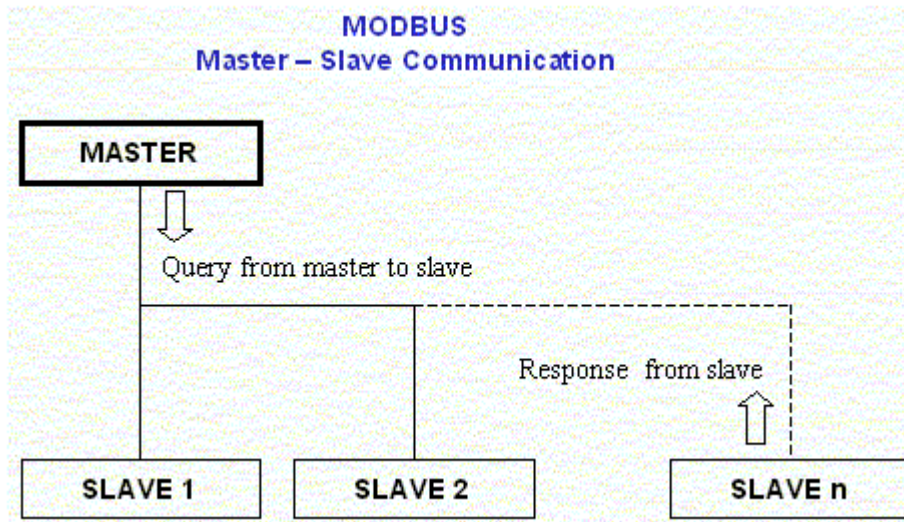 MODBUS
Master – Slave Communication
MASTER
Query from master to slave
Response from slave
SLAVE 1
SLAVE 2
SLAVE n